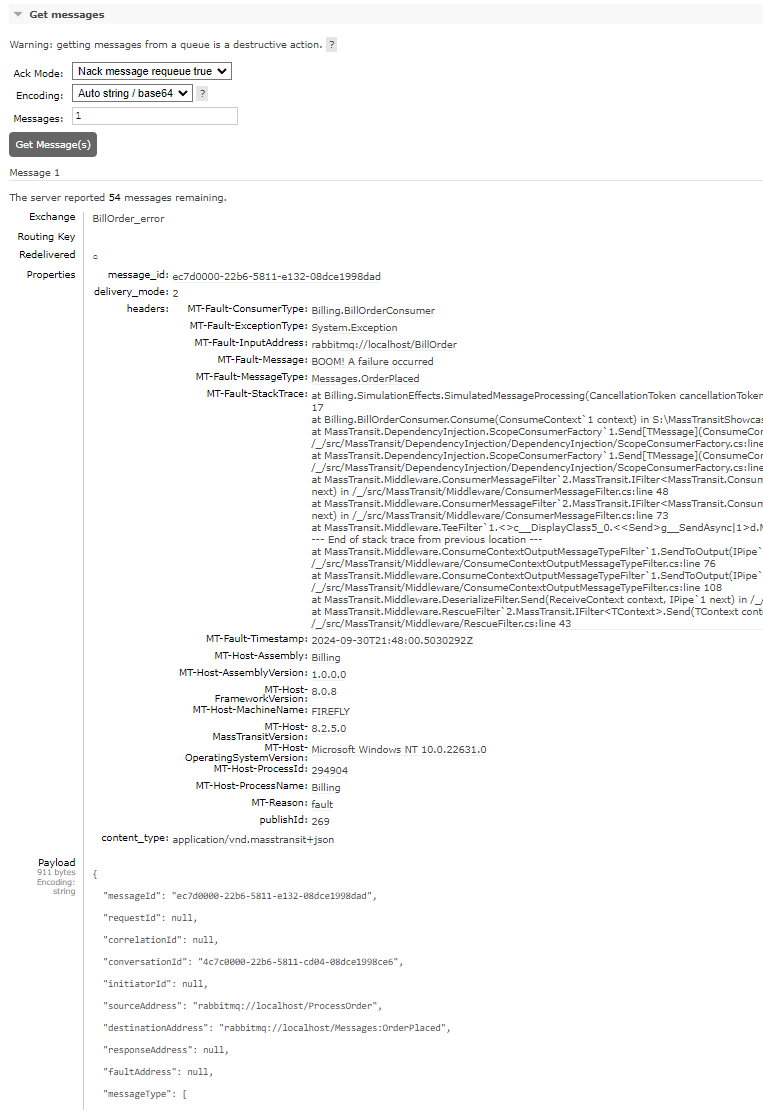 Get messages
Warning: getting messages from a queue is a destructive action. ?
Ack Mode: Nack message requeue true
Encoding: Auto string / base64 ?
Messages: 1
Get Message(s)
Message 1
The server reported 54 messages remaining.
Exchange BillOrder_error
Routing Key
Redelivered ○
Properties message_id: ec7d0000-22b6-5811-e132-08dce1998dad
delivery_mode: 2
headers: MT-Fault-ConsumerType: Billing.BillOrderConsumer
MT-Fault-ExceptionType: System.Exception
MT-Fault-InputAddress: rabbitmq://localhost/BillOrder
MT-Fault-Message: BOOM! A failure occurred
MT-Fault-MessageType: Messages.OrderPlaced
MT-Fault-StackTrace: at Billing.SimulationEffects.SimulatedMessageProcessing(CancellationToken cancellationToken
17
at Billing.BillOrderConsumer.Consume(ConsumeContext`1 context) in S:\MassTransitShowcas
at MassTransit.DependencyInjection.ScopeConsumerFactory`1.Send[TMessage](ConsumeCon
/_/src/MassTransit/DependencyInjection/DependencyInjection/ScopeConsumerFactory.cs:line
at MassTransit.DependencyInjection.ScopeConsumerFactory`1.Send[TMessage](ConsumeCon
/_/src/MassTransit/DependencyInjection/DependencyInjection/ScopeConsumerFactory.cs:line
at MassTransit.Middleware.ConsumerMessageFilter`2.MassTransit.IFilter<MassTransit.Consum
next) in /_/src/MassTransit/Middleware/ConsumerMessageFilter.cs:line 48
at MassTransit.Middleware.ConsumerMessageFilter`2.MassTransit.IFilter<MassTransit.Consum
next) in /_/src/MassTransit/Middleware/ConsumerMessageFilter.cs:line 73
at MassTransit.Middleware.TeeFilter`1.<>c__DisplayClass5_0.<<Send>g__SendAsync|1>d.M
--- End of stack trace from previous location ---
at MassTransit.Middleware.ConsumeContextOutputMessageTypeFilter`1.SendToOutput(IPipe`
/_/src/MassTransit/Middleware/ConsumeContextOutputMessageTypeFilter.cs:line 76
at MassTransit.Middleware.ConsumeContextOutputMessageTypeFilter`1.SendToOutput(IPipe`
/_/src/MassTransit/Middleware/ConsumeContextOutputMessageTypeFilter.cs:line 108
at MassTransit.Middleware.DeserializeFilter.Send(ReceiveContext context, IPipe`1 next) in /_/
at MassTransit.Middleware.RescueFilter`2.MassTransit.IFilter<TContext>.Send(TContext cont
/_/src/MassTransit/Middleware/RescueFilter.cs:line 43
MT-Fault-Timestamp: 2024-09-30T21:48:00.5030292Z
MT-Host-Assembly: Billing
MT-Host-AssemblyVersion: 1.0.0.0
MT-Host-FrameworkVersion: 8.0.8
MT-Host-MachineName: FIREFLY
MT-Host-MassTransitVersion: 8.2.5.0
MT-Host-OperatingSystemVersion: Microsoft Windows NT 10.0.22631.0
MT-Host-ProcessId: 294904
MT-Host-ProcessName: Billing
MT-Reason: fault
publishId: 269
content_type: application/vnd.masstransit+json
Payload
911 bytes
Encoding: string
{
"messageId": "ec7d0000-22b6-5811-e132-08dce1998dad",
"requestId": null,
"correlationId": null,
"conversationId": "4c7c0000-22b6-5811-cd04-08dce1998ce6",
"initiatorId": null,
"sourceAddress": "rabbitmq://localhost/ProcessOrder",
"destinationAddress": "rabbitmq://localhost/Messages:OrderPlaced",
"responseAddress": null,
"faultAddress": null,
"messageType": [